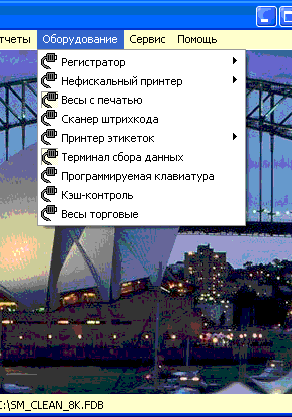 тчеты Оборудование Сервис Помощь
Регистратор
Нефискальный принтер
Весы с печатью
Сканер штрихкода
Принтер этикеток
Терминал сбора данных
Программируемая клавиатура
Кэш-контроль
Весы торговые
C:\SM_CLEAN_8K.FDB